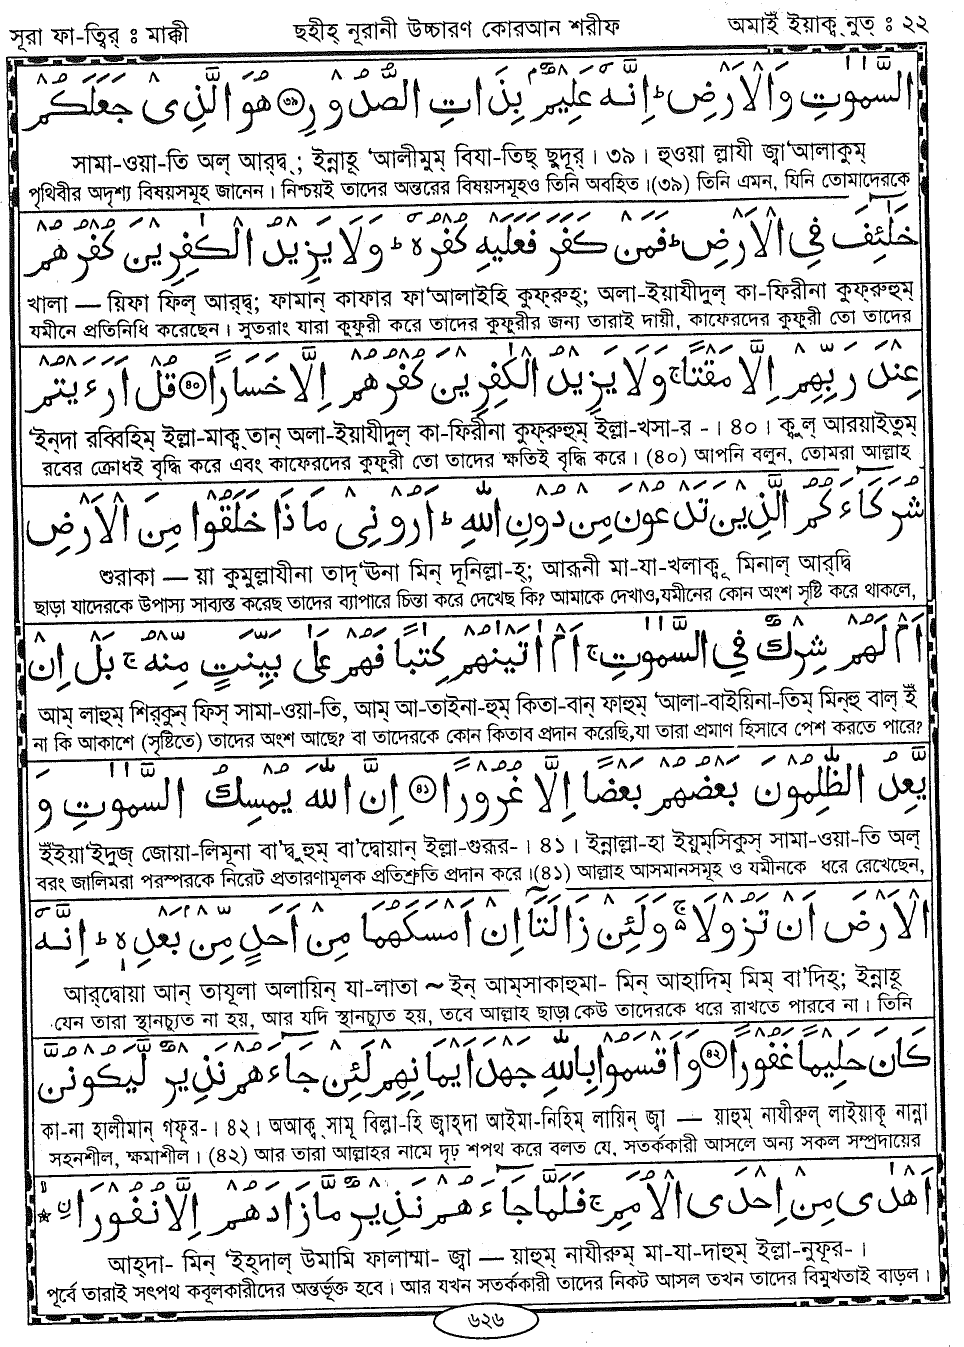 সূরা ফা-ত্বির্ : মাক্কী ছহীহ্ নূরানী উচ্চারণ কোরআন শরীফ অমাইঁ ইয়াক্ব্ নুত্ : ২২
السَّمٰوٰتِ وَالْاَرْضِ ؕ اِنَّهٗ عَلِيْمٌۢ بِذَاتِ الصُّدُوْرِ ﴿۳۸﴾ هُوَ الَّذِىْ جَعَلَكُمْ
সামা-ওয়া-তি অল্ আর্‌দ্ব্ ; ইন্নাহূ 'আলীমুম্ বিযা-তিছ্ ছুদূর্ । ৩৯ । হুওয়া ল্লাযী জ্বা'আলাকুম্
পৃথিবীর অদৃশ্য বিষয়সমূহ জানেন । নিশ্চয়ই তাদের অন্তরের বিষয়সমূহও তিনি অবহিত ।(৩৯) তিনি এমন, যিনি তোমাদেরকে
خَلٰٓئِفَ فِى الْاَرْضِ ؕ فَمَنْ كَفَرَ فَعَلَيْهِ كُفْرُهٗ ؕ وَلَا يَزِيْدُ الْكٰفِرِيْنَ كُفْرُهُمْ
খালা — য়িফা ফিল্ আর্‌দ্ব্; ফামান্ কাফার ফা'আলাইহি কুফ্‌রুহ্; অলা-ইয়াযীদুল্ কা-ফিরীনা কুফ্‌রুহুম্
যমীনে প্রতিনিধি করেছেন । সুতরাং যারা কুফুরী করে তাদের কুফুরীর জন্য তারাই দায়ী, কাফেরদের কুফুরী তো তাদের
عِنْدَ رَبِّهِمْ اِلَّا مَقْتًا ۚ وَلَا يَزِيْدُ الْكٰفِرِيْنَ كُفْرُهُمْ اِلَّا خَسَارًا ﴿۴۰﴾ قُلْ اَرَءَيْتُمْ
'ইন্‌দা রব্বিহিম্ ইল্লা-মাক্ব্ তান্ অলা-ইয়াযীদুল্ কা-ফিরীনা কুফ্‌রুহুম্ ইল্লা-খসা-র - । ৪০ । ক্বুল্ আরয়াইতুম্
রবের ক্রোধই বৃদ্ধি করে এবং কাফেরদের কুফুরী তো তাদের ক্ষতিই বৃদ্ধি করে । (৪০) আপনি বলুন, তোমরা আল্লাহ
شُرَكَآءَكُمُ الَّذِيْنَ تَدْعُوْنَ مِنْ دُوْنِ اللّٰهِ ؕ اَرُوْنِىْ مَاذَا خَلَقُوْا مِنَ الْاَرْضِ
শুরাকা — য়া কুমুল্লাযীনা তাদ্'ঊনা মিন্ দূনিল্লা-হ্; আরূনী মা-যা-খলাক্বূ মিনাল্ আর্‌দ্বি
ছাড়া যাদেরকে উপাস্য সাব্যস্ত করেছ তাদের ব্যাপারে চিন্তা করে দেখেছ কি? আমাকে দেখাও,যমীনের কোন অংশ সৃষ্টি করে থাকলে,
اَمْ لَهُمْ شِرْكٌ فِى السَّمٰوٰتِ ۚ اَمْ اٰتَيْنٰهُمْ كِتٰبًا فَهُمْ عَلٰى بَيِّنَتٍ مِّنْهُ ۚ بَلْ اِنْ
আম্ লাহুম্ শির্‌কুন্ ফিস্ সামা-ওয়া-তি, আম্ আ-তাইনা-হুম্ কিতা-বান্ ফাহুম্ 'আলা-বাইয়িনা-তিম্ মিন্‌হু বাল্ ইঁ
না কি আকাশে (সৃষ্টিতে) তাদের অংশ আছে? বা তাদেরকে কোন কিতাব প্রদান করেছি,যা তারা প্রমাণ হিসাবে পেশ করতে পারে?
يَّعِدُ الظّٰلِمُوْنَ بَعْضُهُمْ بَعْضًا اِلَّا غُرُوْرًا ﴿۴۱﴾ اِنَّ اللّٰهَ يُمْسِكُ السَّمٰوٰتِ وَ
ইঁইয়া'ইদুজ্ জোয়া-লিমূনা বা'দ্বু হুম্ বা'দ্বোয়ান্ ইল্লা-গুরূর- । ৪১ । ইন্নাল্লা-হা ইয়ুম্‌সিকুস্ সামা-ওয়া-তি অল্
বরং জালিমরা পরস্পরকে নিরেট প্রতারণামূলক প্রতিশ্রুতি প্রদান করে ।(৪১) আল্লাহ আসমানসমূহ ও যমীনকে ধরে রেখেছেন,
الْاَرْضَ اَنْ تَزُوْلَا ۚ وَلَئِنْ زَالَتَاۤ اِنْ اَمْسَكَهُمَا مِنْ اَحَدٍ مِّنْۢ بَعْدِهٖ ؕ اِنَّهٗ
আর্‌দ্বোয়া আন্ তাযূলা অলায়িন্ যা-লাতা ~ ইন্ আম্‌সাকাহুমা- মিন্ আহাদিম্ মিম্ বা'দিহ্; ইন্নাহূ
যেন তারা স্থানচ্যুত না হয়, আর যদি স্থানচ্যুত হয়, তবে আল্লাহ ছাড়া কেউ তাদেরকে ধরে রাখতে পারবে না । তিনি
كَانَ حَلِيْمًا غَفُوْرًا ﴿۴۲﴾ وَاَقْسَمُوْا بِاللّٰهِ جَهْدَ اَيْمَانِهِمْ لَئِنْ جَآءَهُمْ نَذِيْرٌ لَّيَكُوْنُنَّ
কা-না হালীমান্ গফূর- । ৪২ । অআক্ব্ সামূ বিল্লা-হি জ্বাহ্‌দা আইমা-নিহিম্ লায়িন্ জ্বা — য়াহুম্ নাযীরুল্ লাইয়াকূ নান্না
সহনশীল, ক্ষমাশীল । (৪২) আর তারা আল্লাহর নামে দৃঢ় শপথ করে বলত যে, সতর্ককারী আসলে অন্য সকল সম্প্রদায়ের
اَهْدٰى مِنْ اِحْدَى الْاُمَمِ ۚ فَلَمَّا جَآءَهُمْ نَذِيْرٌ مَّا زَادَهُمْ اِلَّا نُفُوْرًا
আহ্‌দা- মিন্ 'ইহ্‌দাল্ উমামি ফালাম্মা- জ্বা — য়াহুম্ নাযীরুম্ মা-যা-দাহুম্ ইল্লা-নুফূর- ।
পূর্বে তারাই সৎপথ কবূলকারীদের অন্তর্ভূক্ত হবে । আর যখন সতর্ককারী তাদের নিকট আসল তখন তাদের বিমুখতাই বাড়ল ।
৬২৬